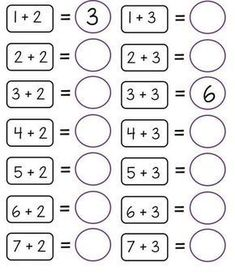 1 + 2 = 3 1 + 3 =
2 + 2 = 2 + 3 =
3 + 2 = 3 + 3 = 6
4 + 2 = 4 + 3 =
5 + 2 = 5 + 3 =
6 + 2 = 6 + 3 =
7 + 2 = 7 + 3 =